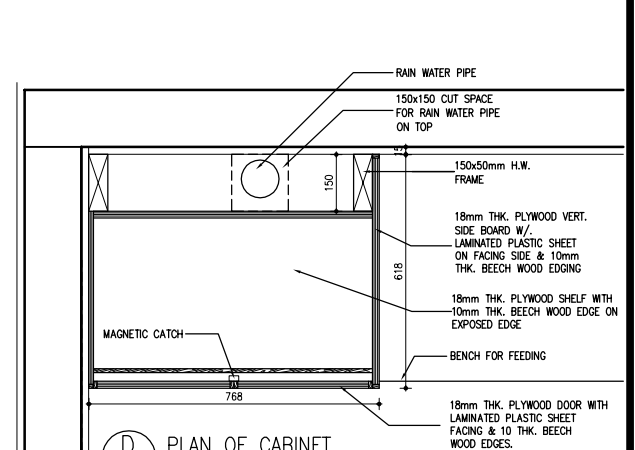 RAIN WATER PIPE
150x150 CUT SPACE
FOR RAIN WATER PIPE
ON TOP
15
150x50mm H.W.
FRAME
150
18mm THK. PLYWOOD VERT.
SIDE BOARD W/.
LAMINATED PLASTIC SHEET
ON FACING SIDE & 10mm
THK. BEECH WOOD EDGING
618
18mm THK. PLYWOOD SHELF WITH
10mm THK. BEECH WOOD EDGE ON
EXPOSED EDGE
MAGNETIC CATCH
BENCH FOR FEEDING
768
18mm THK. PLYWOOD DOOR WITH
LAMINATED PLASTIC SHEET
FACING & 10 THK. BEECH
WOOD EDGES.
D PLAN OF CABINET